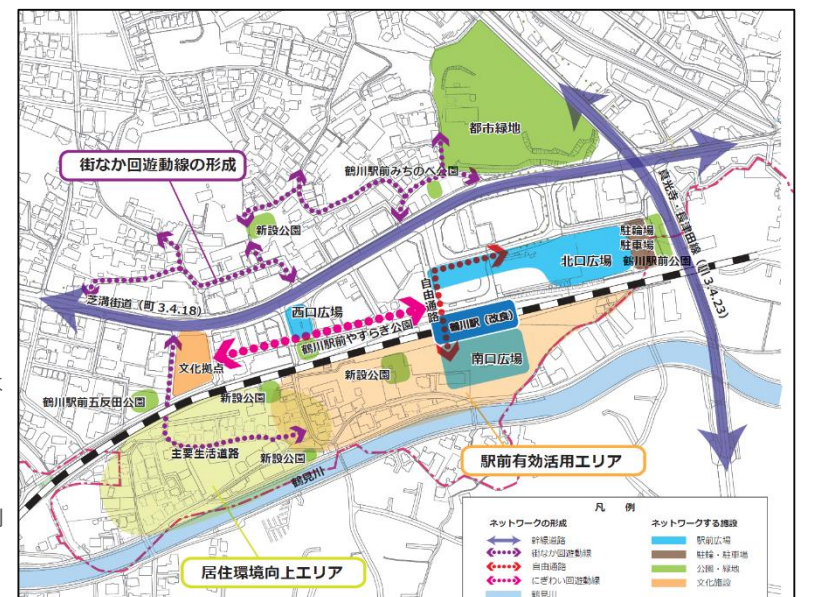 都市緑地
街なか回遊動線の形成
鶴川駅前みちのべ公園
真光寺・長津田線（町3.4.23）
新設公園
駐輪場
駐車場
北口広場
鶴川駅前公園
自由通路
芝溝街道（町3.4.18）
西口広場
鶴川駅（改良）
鶴川駅前やすらぎ公園
文化拠点
南口広場
新設公園
鶴川駅前五反田公園
新設公園
主要生活道路
新設公園
駅前有効活用エリア
鶴見川
居住環境向上エリア
凡例
ネットワークの形成
ネットワークする施設
幹線道路
駅前広場
街なか回遊動線
駐輪・駐車場
自由通路
公園・緑地
にぎわい回遊動線
文化施設
鶴見川